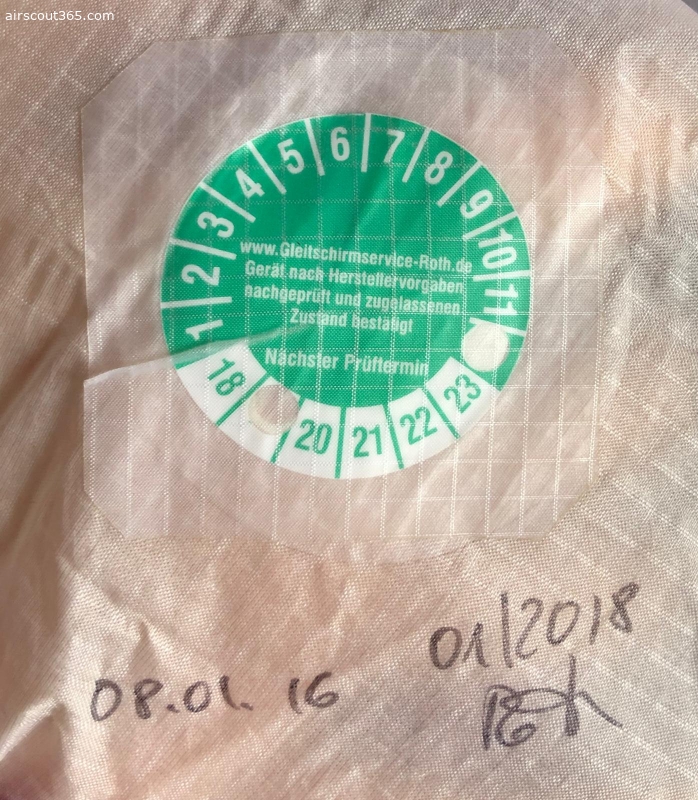 airscout365.com
1 2 3 4 5 6 7 8 9 10 11
www.Gleitschirmservice-Roth.de
Gerät nach Herstellervorgaben
nachgeprüft und zugelassenen
Zustand bestätigt
Nächster Prüftermin
18 20 21 22 23
01/2018
08.01.16